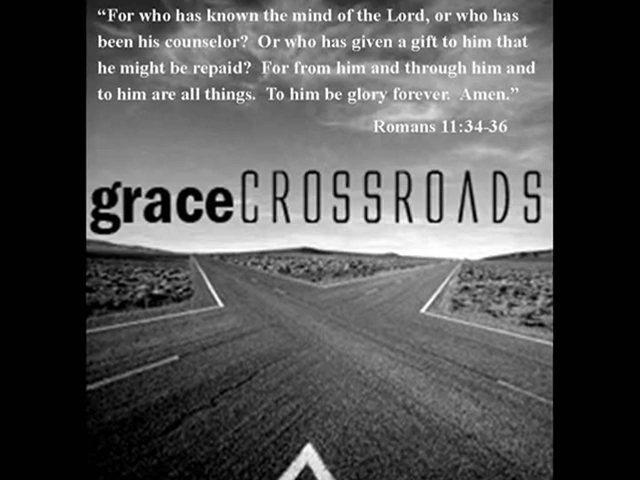 “For who has known the mind of the Lord, or who has
been his counselor?  Or who has given a gift to him that
he might be repaid?  For from him and through him and
to him are all things.  To him be glory forever.  Amen.”
Romans 11:34-36
graceCROSSROADS